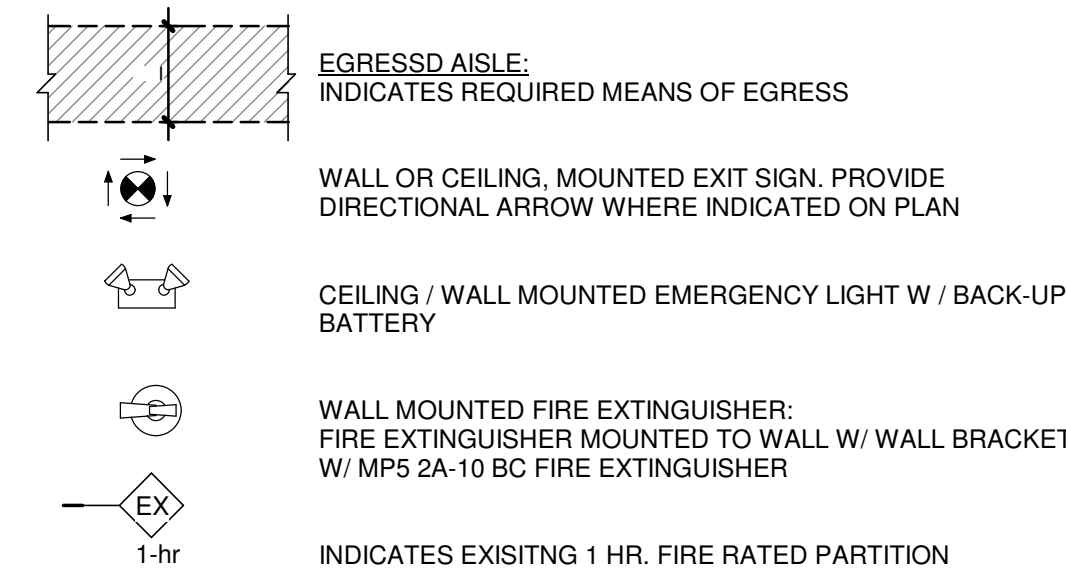 EGRESSD AISLE:
INDICATES REQUIRED MEANS OF EGRESS
WALL OR CEILING, MOUNTED EXIT SIGN. PROVIDE
DIRECTIONAL ARROW WHERE INDICATED ON PLAN
CEILING / WALL MOUNTED EMERGENCY LIGHT W / BACK-UP
BATTERY
WALL MOUNTED FIRE EXTINGUISHER:
FIRE EXTINGUISHER MOUNTED TO WALL W/ WALL BRACKET
W/ MP5 2A-10 BC FIRE EXTINGUISHER
EX
1-hr
INDICATES EXISITNG 1 HR. FIRE RATED PARTITION